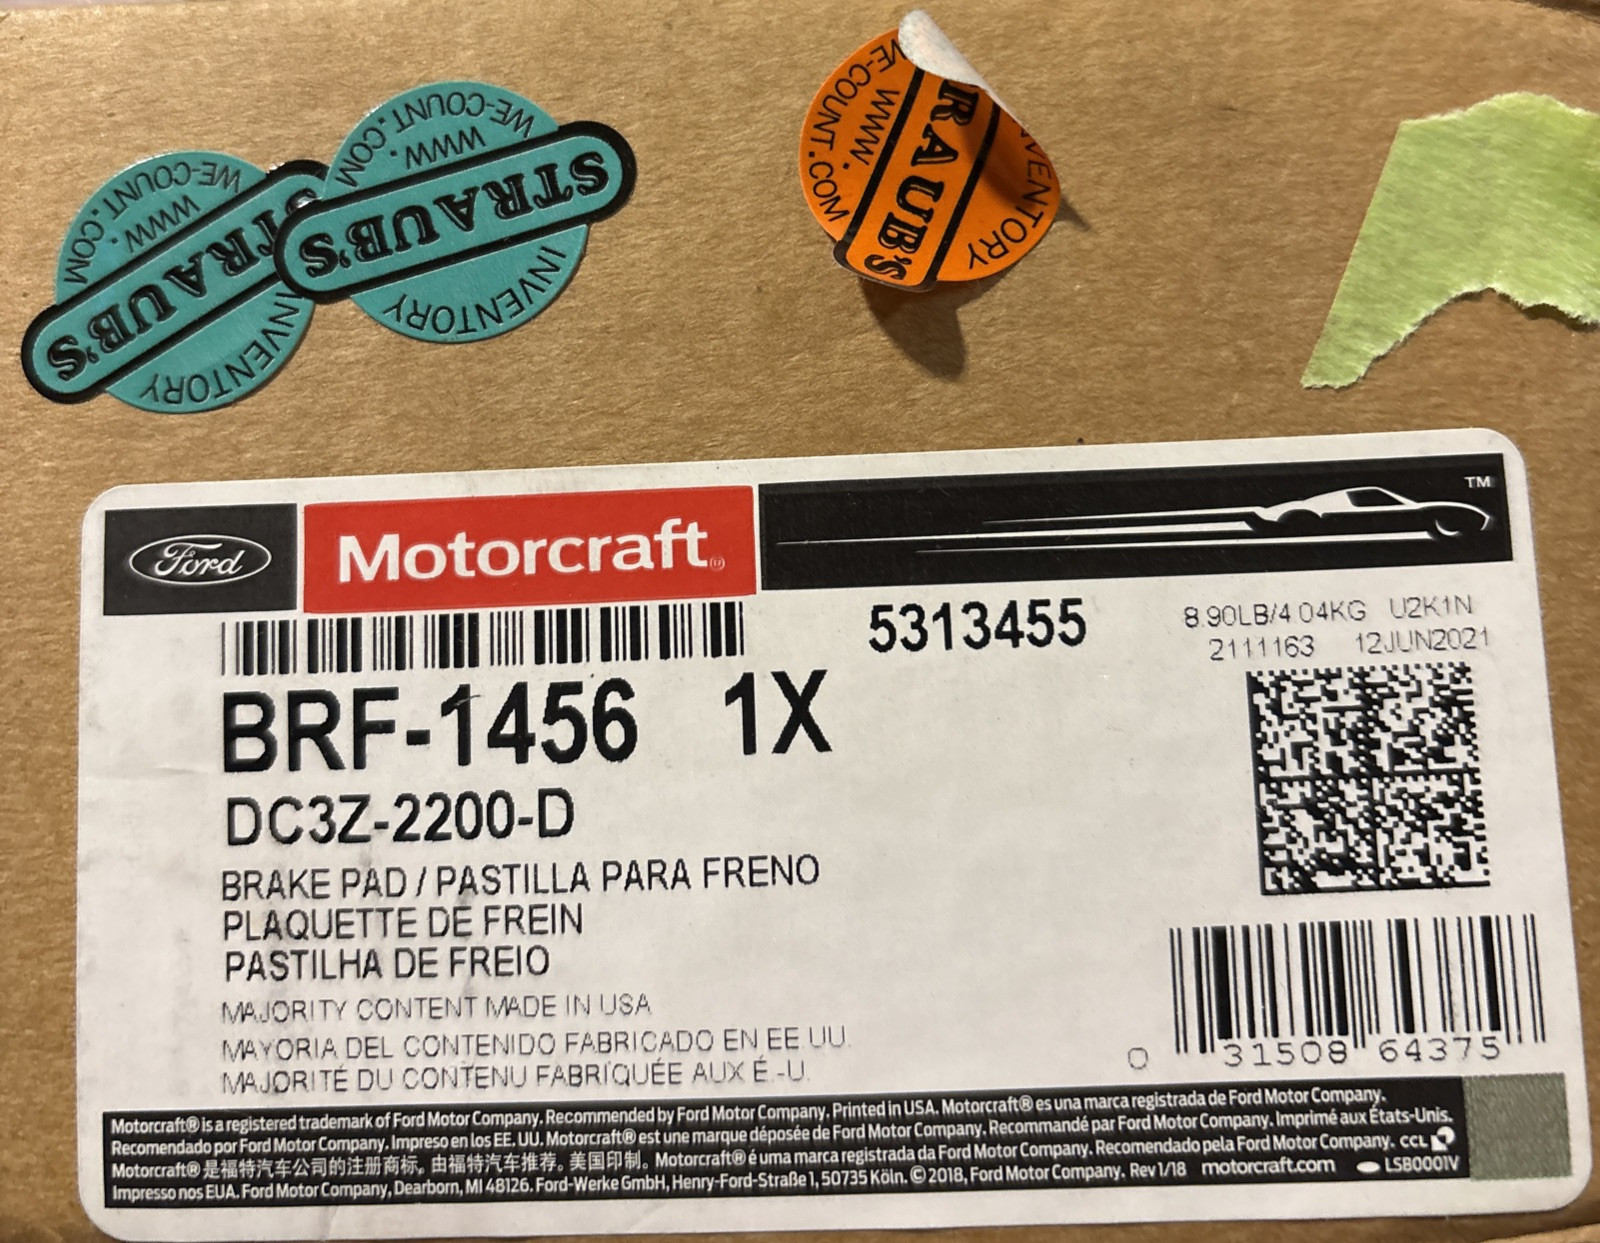 WE-COUNT.COM
WWW.
STRAUB'S
INVENTORY
WE-COUNT.COM
WWW.
STRAUB'S
INVENTORY
WE-COUNT.COM
WWW.
RAUB'S
VENTORY
Ford
Motorcraft®
TM
5313455
8.90LB/4.04KG U2K1N
2111163 12JUN2021
BRF-1456 1X
DC3Z-2200-D
BRAKE PAD / PASTILLA PARA FRENO
PLAQUETTE DE FREIN
PASTILHA DE FREIO
MAJORITY CONTENT MADE IN USA
MAYORIA DEL CONTENIDO FABRICADO EN EE.UU.
MAJORITÉ DU CONTENU FABRIQUÉE AUX É.-U.
0 31508 64375
Motorcraft® is a registered trademark of Ford Motor Company. Recommended by Ford Motor Company. Printed in USA. Motorcraft® es una marca registrada de Ford Motor Company.
Recomendado por Ford Motor Company. Impreso en los EE. UU. Motorcraft® est une marque déposée de Ford Motor Company. Recommandé par Ford Motor Company. Imprimé aux États-Unis.
Motorcraft® 是福特汽车公司的注册商标。由福特汽车推荐。美国印制。Motorcraft® é uma marca registrada da Ford Motor Company. Recomendado pela Ford Motor Company. CCL
Impresso nos EUA. Ford Motor Company, Dearborn, MI 48126. Ford-Werke GmbH, Henry-Ford-Straße 1, 50735 Köln. © 2018, Ford Motor Company. Rev 1/18 motorcraft.com LSB0001V